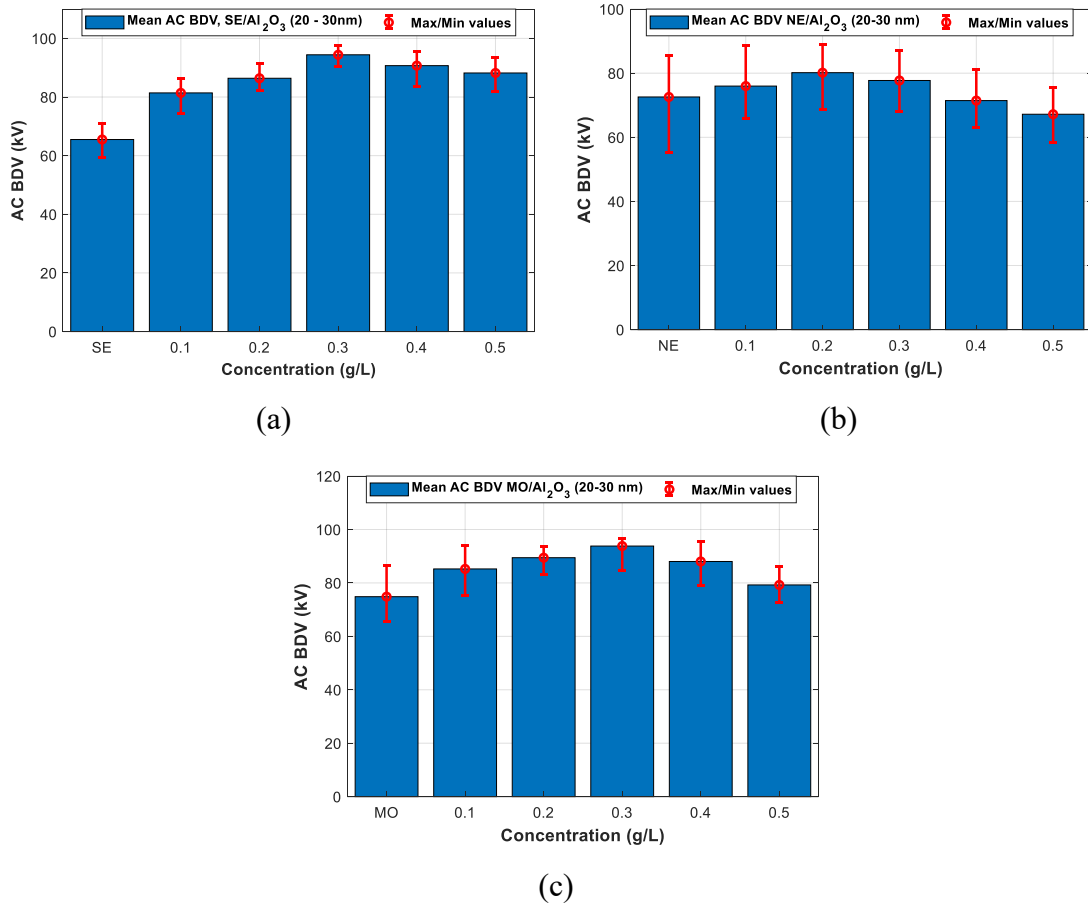 Mean AC BDV, SE/Al₂O₃ (20 - 30nm) Max/Min values
100
80
60
40
20
0
AC BDV (kV)
SE 0.1 0.2 0.3 0.4 0.5
Concentration (g/L)
(a)
Mean AC BDV NE/Al₂O₃ (20-30 nm) Max/Min values
100
80
60
40
20
0
AC BDV (kV)
NE 0.1 0.2 0.3 0.4 0.5
Concentration (g/L)
(b)
Mean AC BDV MO/Al₂O₃ (20-30 nm) Max/Min values
120
100
80
60
40
20
0
AC BDV (kV)
MO 0.1 0.2 0.3 0.4 0.5
Concentration (g/L)
(c)